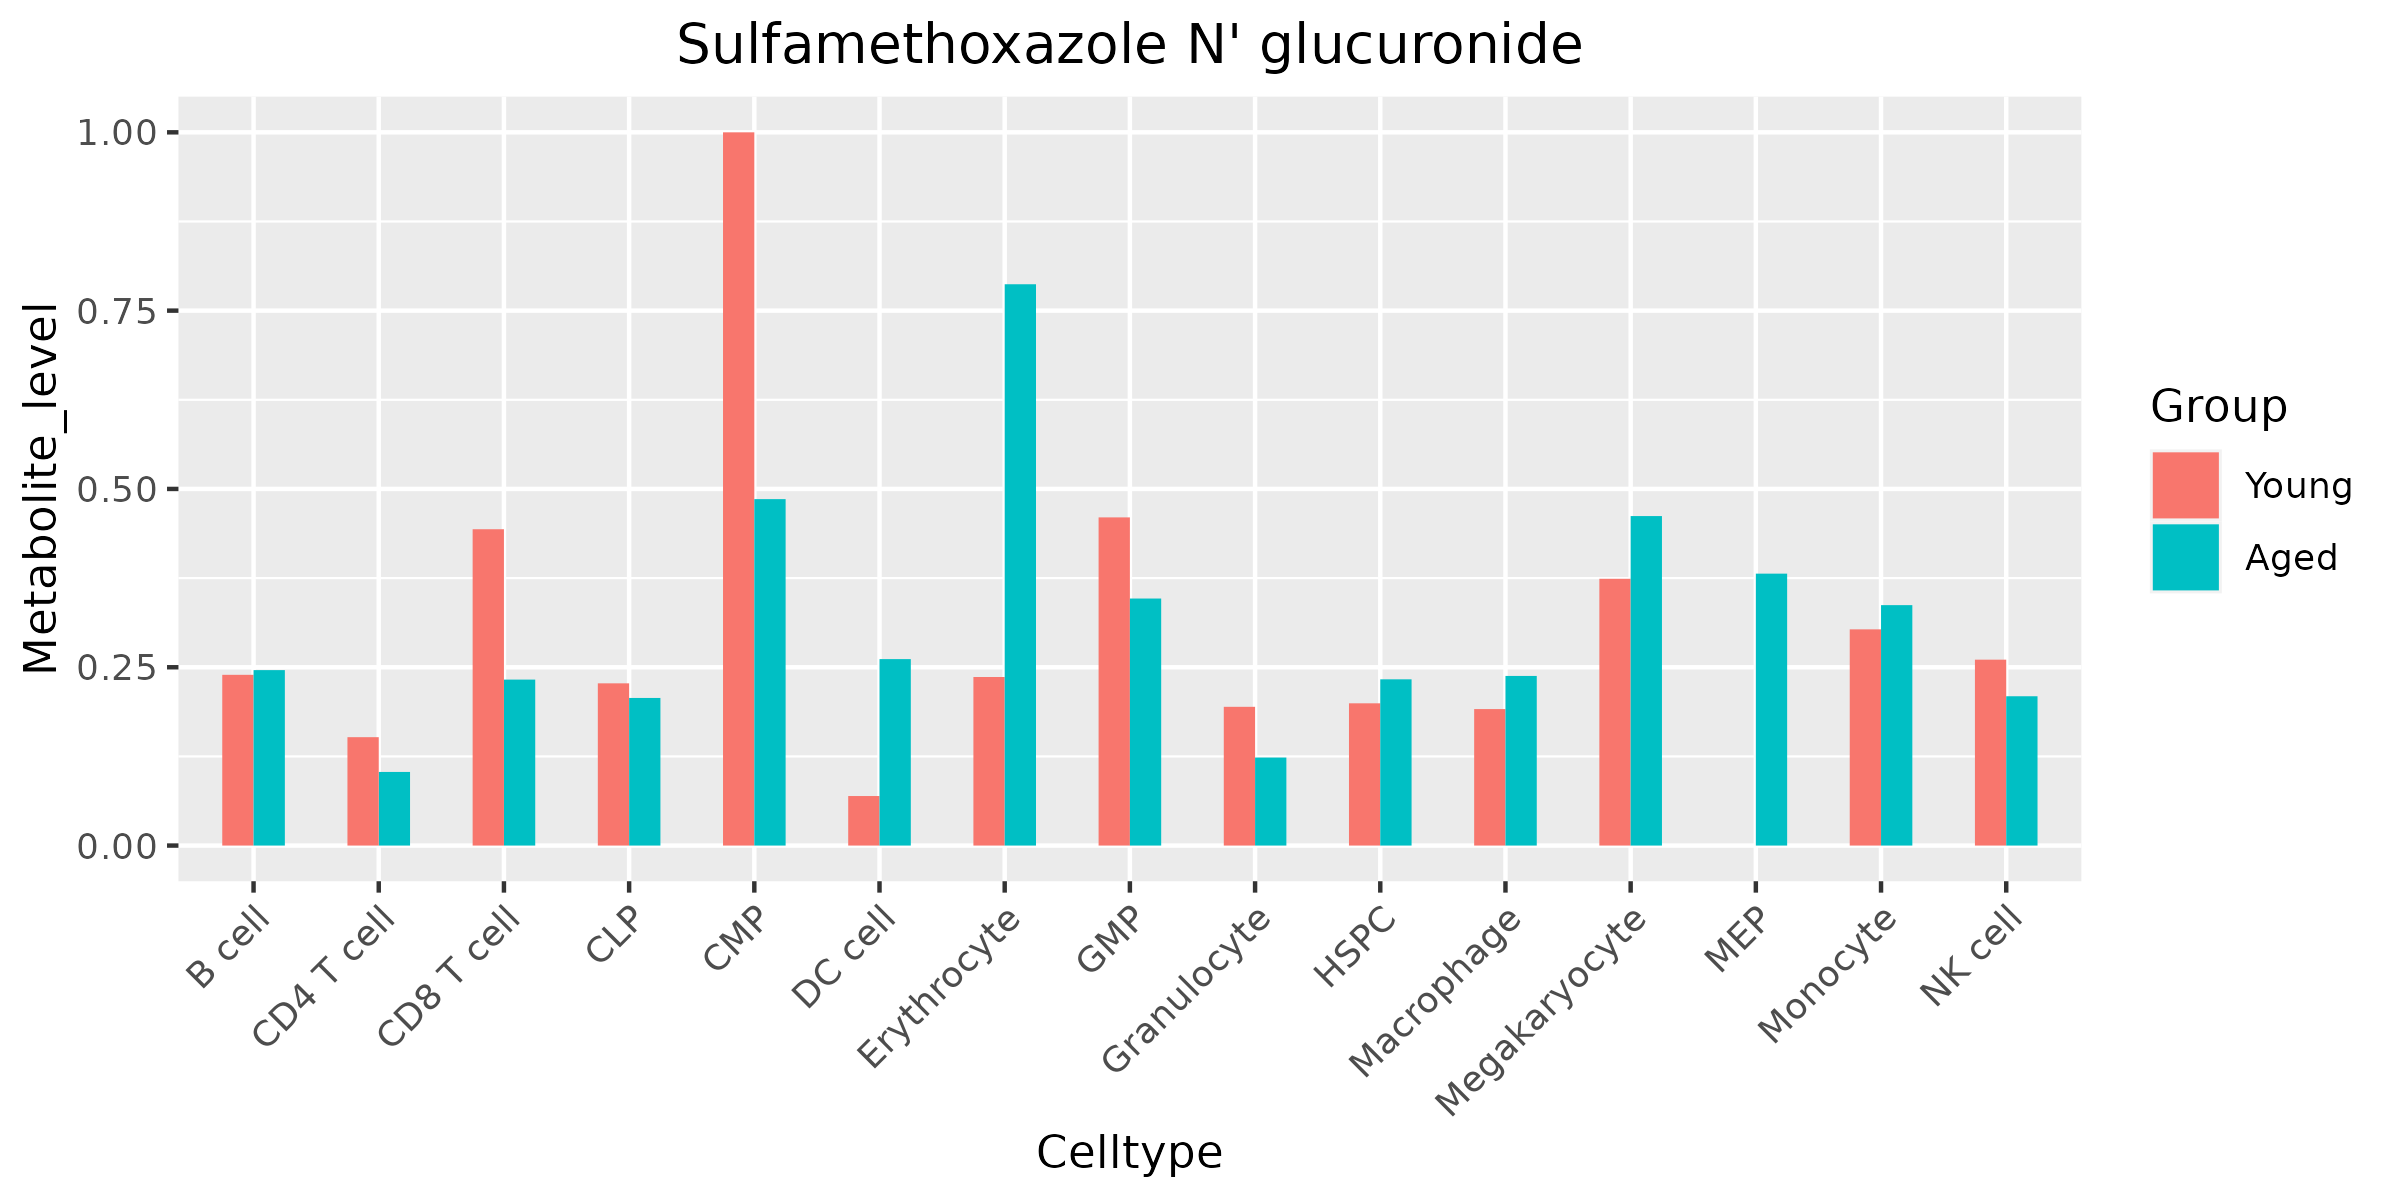 Sulfamethoxazole N' glucuronide
Metabolite_level
1.00
0.75
0.50
0.25
0.00
B cell
CD4 T cell
CD8 T cell
CLP
CMP
DC cell
Erythrocyte
GMP
Granulocyte
HSPC
Macrophage
Megakaryocyte
MEP
Monocyte
NK cell
Celltype
Group
Young
Aged